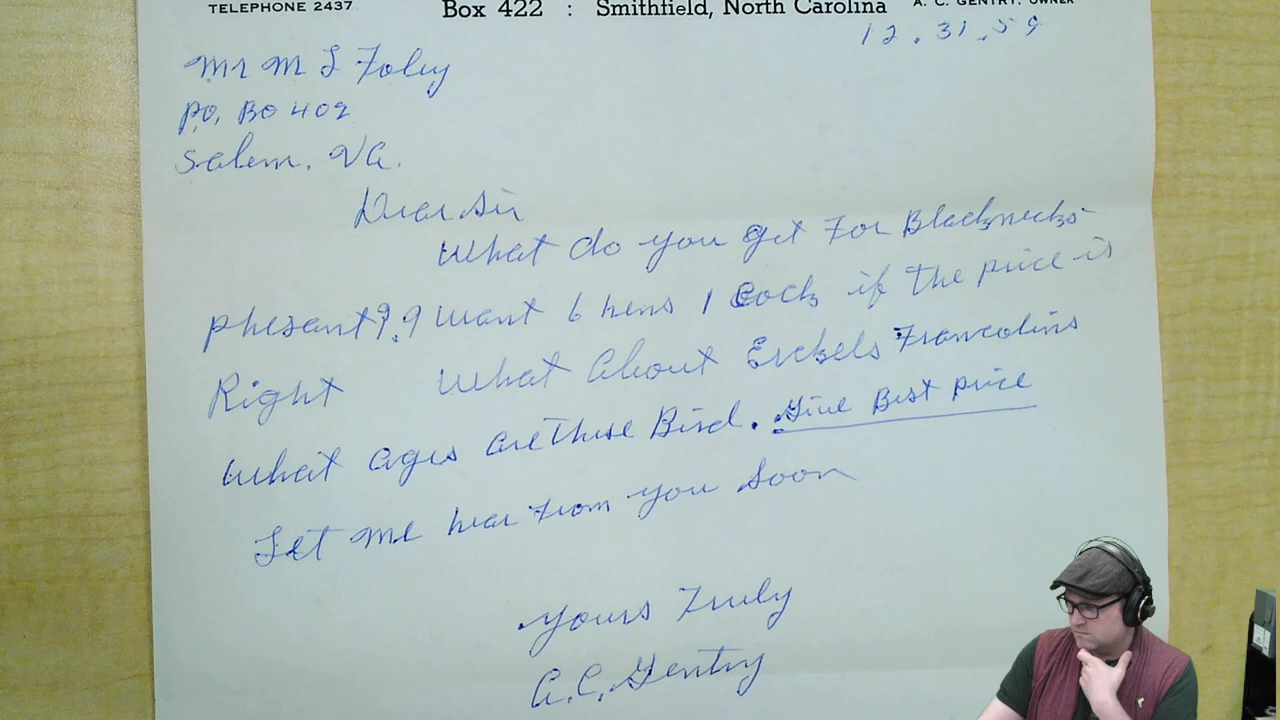 TELEPHONE 2437 Box 422 : Smithfield, North Carolina A. C. GENTRY, OWNER
12.31.59
Mr M L Foley
P.O. Bo 402
Salem, Va.
Dear Sir
What do you get For Blacknecks
phesant?. I want 6 hens 1 Cock if the price is
Right What About Erckels Francolins
What ages are These Bird. Give Best price
Let me hear From you Soon
yours Truly
A.C. Gentry